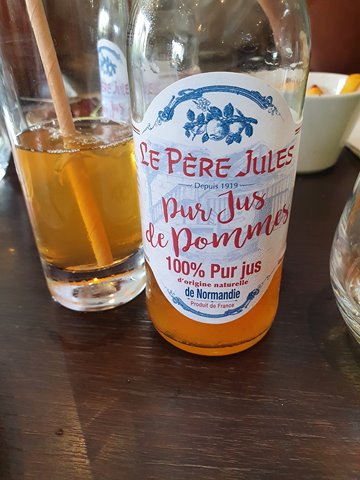 LE PÈRE JULES
Depuis 1919
Pur Jus
de Pommes
100% Pur jus
d'origine naturelle
de Normandie
Produit de France